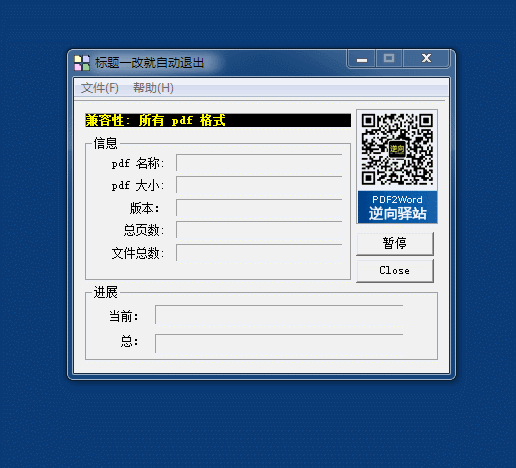 标题一改就自动退出
文件(F) 帮助(H)
兼容性: 所有 pdf 格式
信息
pdf 名称:
pdf 大小:
版本:
总页数:
文件总数:
逆向
PDF2Word
逆向驿站
暂停
Close
进展
当前:
总: